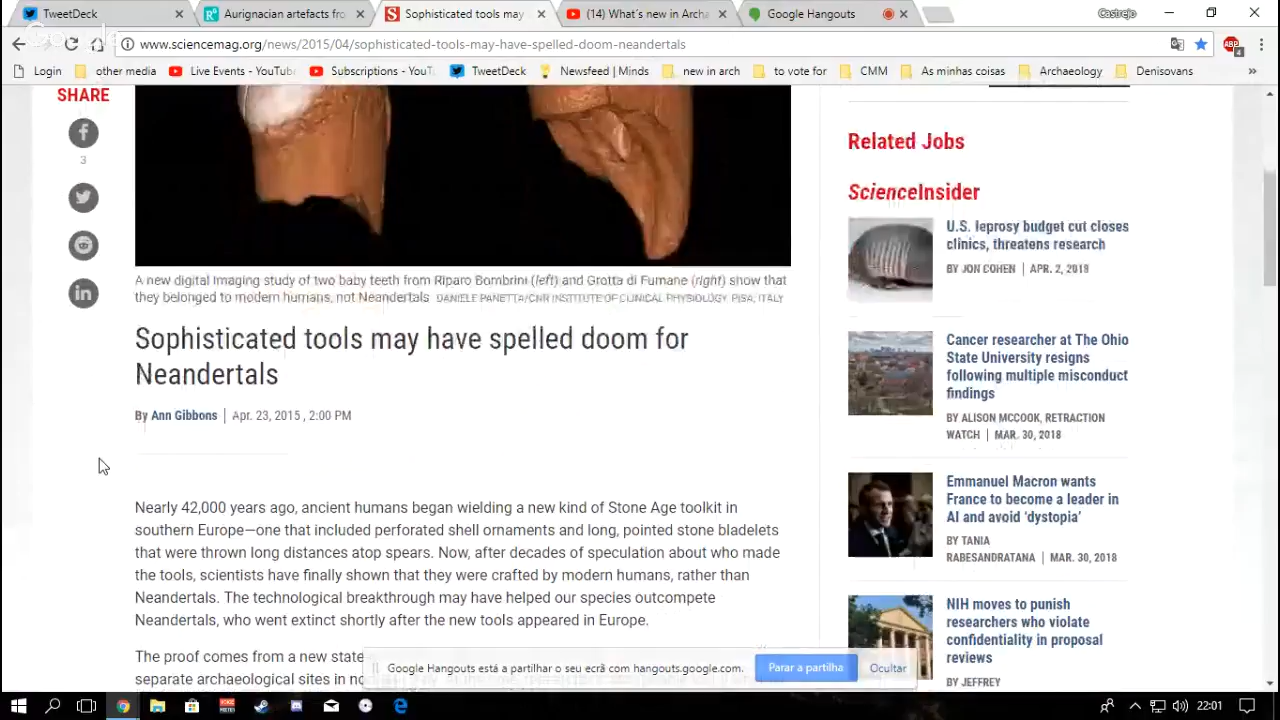 TweetDeck
Aurignacian artefacts fro
Sophisticated tools may
(14) What's new in Arch
Google Hangouts
Castrejo
www.sciencemag.org/news/2015/04/sophisticated-tools-may-have-spelled-doom-neandertals
ABP
4
Login
other media
Live Events - YouTube
Subscriptions - YouT
TweetDeck
Newsfeed | Minds
new in arch
to vote for
CMM
As minhas coisas
Archaeology
Denisovans
»
SHARE
3
A new digital imaging study of two baby teeth from Riparo Bombrini (left) and Grotta di Fumane (right) show that
they belonged to modern humans, not Neandertals DANIELE PANETTA/CNR INSTITUTE OF CLINICAL PHYSIOLOGY, PISA, ITALY
Sophisticated tools may have spelled doom for
Neandertals
By Ann Gibbons | Apr. 23, 2015 , 2:00 PM
Nearly 42,000 years ago, ancient humans began wielding a new kind of Stone Age toolkit in
southern Europe—one that included perforated shell ornaments and long, pointed stone bladelets
that were thrown long distances atop spears. Now, after decades of speculation about who made
the tools, scientists have finally shown that they were crafted by modern humans, rather than
Neandertals. The technological breakthrough may have helped our species outcompete
Neandertals, who went extinct shortly after the new tools appeared in Europe.
The proof comes from a new state
separate archaeological sites in no
Related Jobs
ScienceInsider
U.S. leprosy budget cut closes
clinics, threatens research
BY JON COHEN | APR. 2, 2018
Cancer researcher at The Ohio
State University resigns
following multiple misconduct
findings
BY ALISON MCCOOK, RETRACTION
WATCH | MAR. 30, 2018
Emmanuel Macron wants
France to become a leader in
AI and avoid 'dystopia'
BY TANIA
RABESANDRATANA | MAR. 30, 2018
NIH moves to punish
researchers who violate
confidentiality in proposal
reviews
BY JEFFREY
Google Hangouts está a partilhar o seu ecrã com hangouts.google.com.
Parar a partilha
Ocultar
22:01